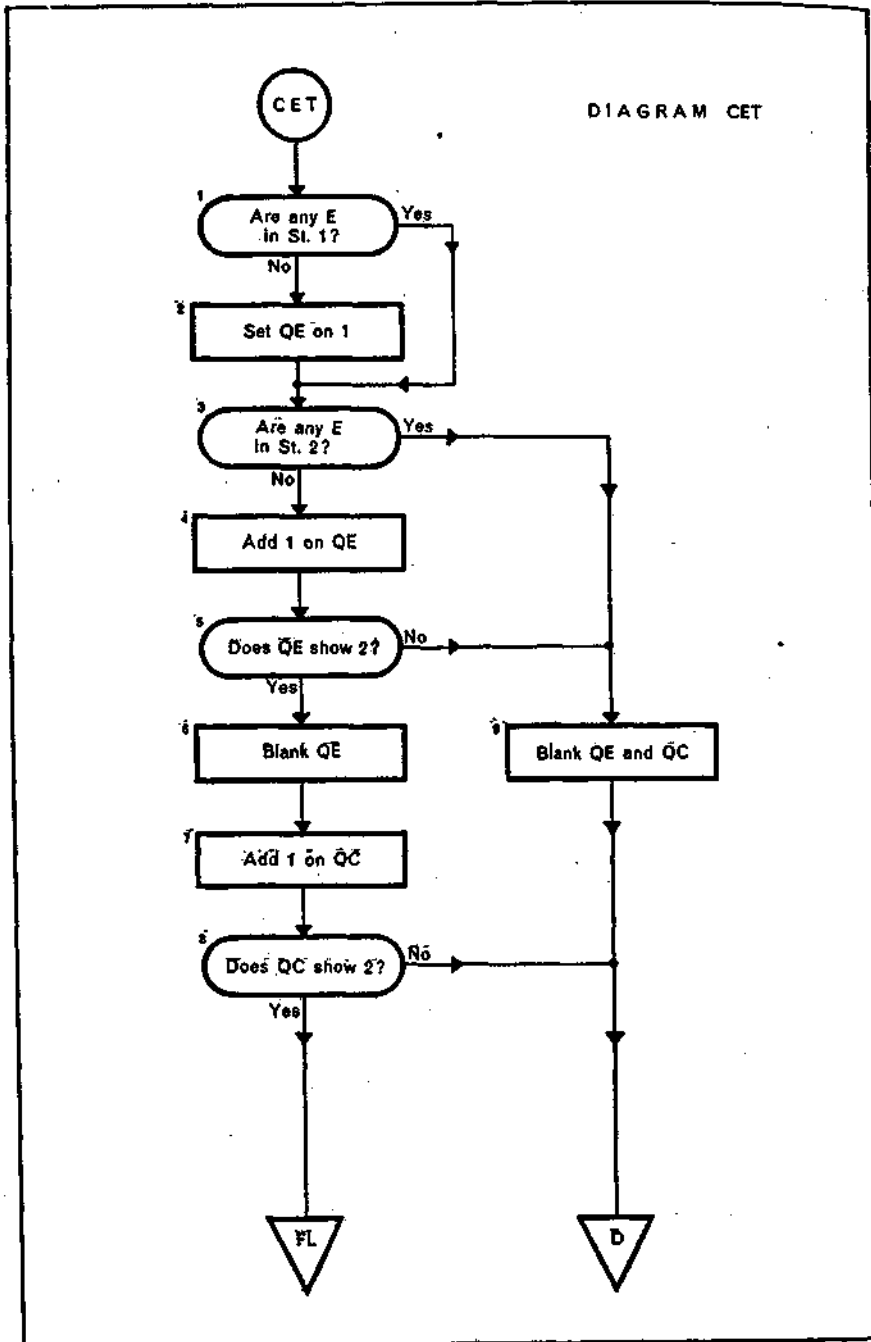 CET
DIAGRAM CET
1
Are any E
in St. 1?
Yes
No
2
Set QE on 1
3
Are any E
in St. 2?
Yes
No
4
Add 1 on QE
5
Does QE show 2?
No
Yes
6
Blank QE
9
Blank QE and QC
7
Add 1 on QC
8
Does QC show 2?
No
Yes
FL
D